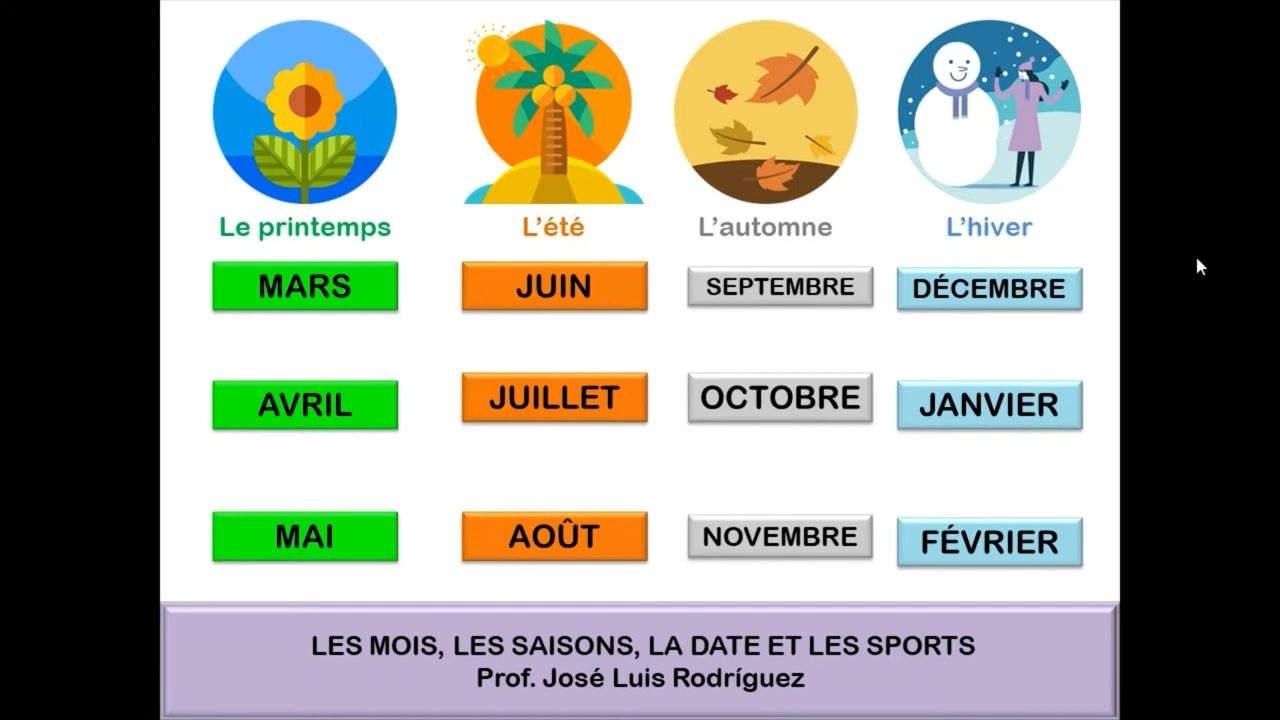 Le printemps
L'été
L'automne
L'hiver
MARS
JUIN
SEPTEMBRE
DÉCEMBRE
AVRIL
JUILLET
OCTOBRE
JANVIER
MAI
AOÛT
NOVEMBRE
FÉVRIER
LES MOIS, LES SAISONS, LA DATE ET LES SPORTS
Prof. José Luis Rodríguez